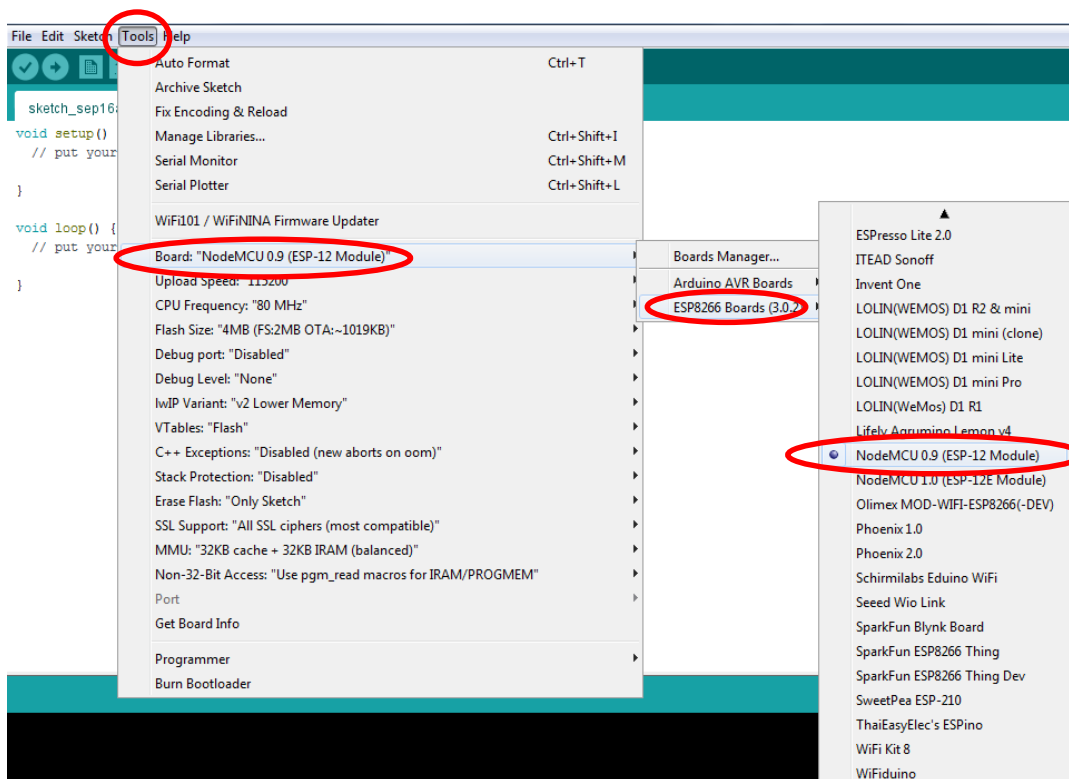 File Edit Sketch Tools Help
sketch_sep16
void setup()
// put your
}
void loop() {
// put your
}
Auto Format Ctrl+T
Archive Sketch
Fix Encoding & Reload
Manage Libraries... Ctrl+Shift+I
Serial Monitor Ctrl+Shift+M
Serial Plotter Ctrl+Shift+L
WiFi101 / WiFiNINA Firmware Updater
Board: "NodeMCU 0.9 (ESP-12 Module)"
Upload Speed: "115200"
CPU Frequency: "80 MHz"
Flash Size: "4MB (FS:2MB OTA:~1019KB)"
Debug port: "Disabled"
Debug Level: "None"
lwIP Variant: "v2 Lower Memory"
VTables: "Flash"
C++ Exceptions: "Disabled (new aborts on oom)"
Stack Protection: "Disabled"
Erase Flash: "Only Sketch"
SSL Support: "All SSL ciphers (most compatible)"
MMU: "32KB cache + 32KB IRAM (balanced)"
Non-32-Bit Access: "Use pgm_read macros for IRAM/PROGMEM"
Port
Get Board Info
Programmer
Burn Bootloader
Boards Manager...
Arduino AVR Boards
ESP8266 Boards (3.0.2)
ESPresso Lite 2.0
ITEAD Sonoff
Invent One
LOLIN(WEMOS) D1 R2 & mini
LOLIN(WEMOS) D1 mini (clone)
LOLIN(WEMOS) D1 mini Lite
LOLIN(WEMOS) D1 mini Pro
LOLIN(WeMos) D1 R1
Lifely Agrumino Lemon v4
NodeMCU 0.9 (ESP-12 Module)
NodeMCU 1.0 (ESP-12E Module)
Olimex MOD-WIFI-ESP8266(-DEV)
Phoenix 1.0
Phoenix 2.0
Schirmilabs Eduino WiFi
Seeed Wio Link
SparkFun Blynk Board
SparkFun ESP8266 Thing
SparkFun ESP8266 Thing Dev
SweetPea ESP-210
ThaiEasyElec's ESPino
WiFi Kit 8
WiFiduino